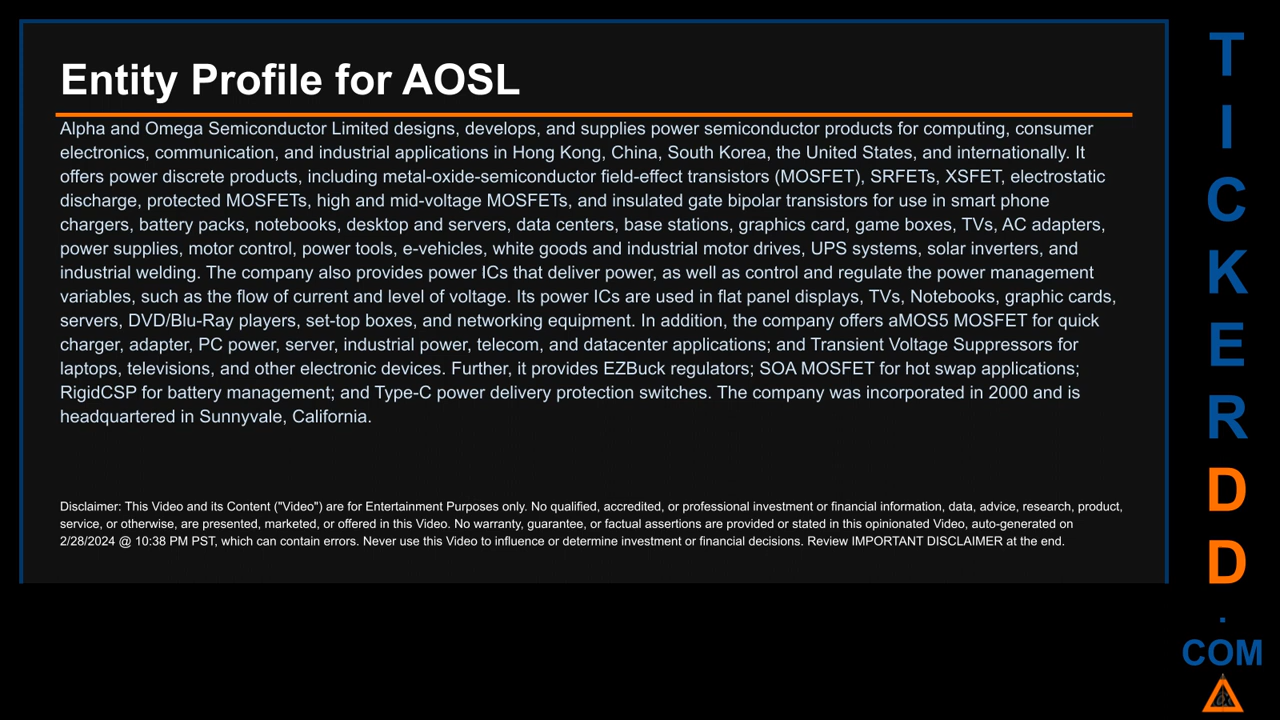 Entity Profile for AOSL
Alpha and Omega Semiconductor Limited designs, develops, and supplies power semiconductor products for computing, consumer
electronics, communication, and industrial applications in Hong Kong, China, South Korea, the United States, and internationally. It
offers power discrete products, including metal-oxide-semiconductor field-effect transistors (MOSFET), SRFETs, XSFET, electrostatic
discharge, protected MOSFETs, high and mid-voltage MOSFETs, and insulated gate bipolar transistors for use in smart phone
chargers, battery packs, notebooks, desktop and servers, data centers, base stations, graphics card, game boxes, TVs, AC adapters,
power supplies, motor control, power tools, e-vehicles, white goods and industrial motor drives, UPS systems, solar inverters, and
industrial welding. The company also provides power ICs that deliver power, as well as control and regulate the power management
variables, such as the flow of current and level of voltage. Its power ICs are used in flat panel displays, TVs, Notebooks, graphic cards,
servers, DVD/Blu-Ray players, set-top boxes, and networking equipment. In addition, the company offers aMOS5 MOSFET for quick
charger, adapter, PC power, server, industrial power, telecom, and datacenter applications; and Transient Voltage Suppressors for
laptops, televisions, and other electronic devices. Further, it provides EZBuck regulators; SOA MOSFET for hot swap applications;
RigidCSP for battery management; and Type-C power delivery protection switches. The company was incorporated in 2000 and is
headquartered in Sunnyvale, California.
Disclaimer: This Video and its Content ("Video") are for Entertainment Purposes only. No qualified, accredited, or professional investment or financial information, data, advice, research, product,
service, or otherwise, are presented, marketed, or offered in this Video. No warranty, guarantee, or factual assertions are provided or stated in this opinionated Video, auto-generated on
2/28/2024 @ 10:38 PM PST, which can contain errors. Never use this Video to influence or determine investment or financial decisions. Review IMPORTANT DISCLAIMER at the end.
TICKERDD.COM